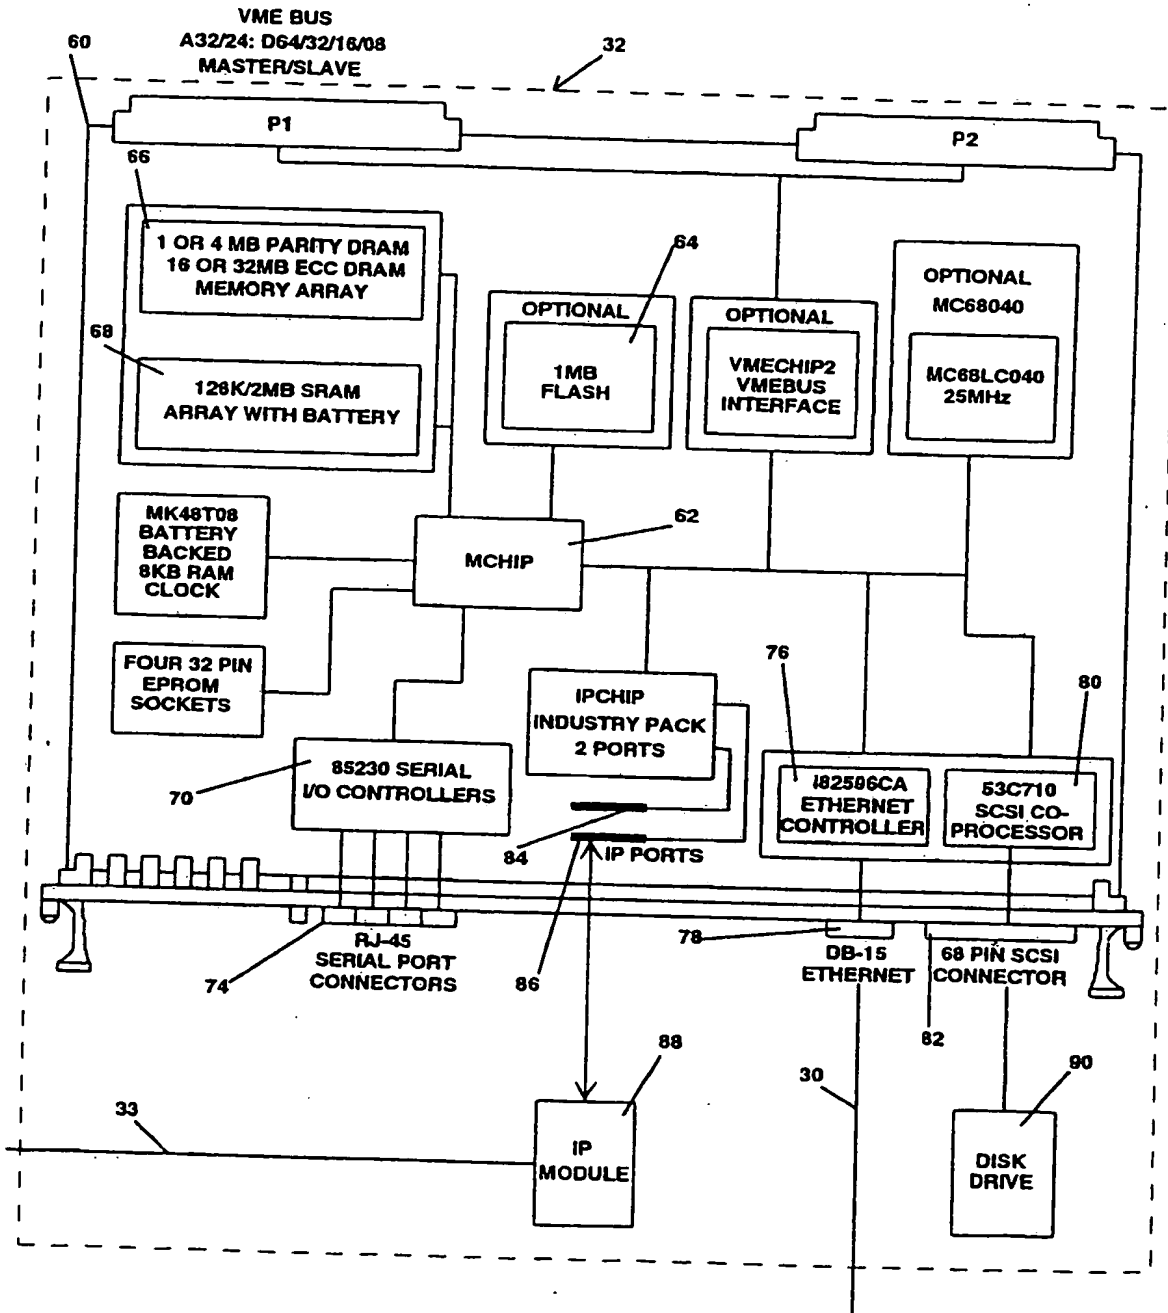 VME BUS
A32/24: D64/32/16/08
MASTER/SLAVE
60
32
P1
P2
66
1 OR 4 MB PARITY DRAM
16 OR 32MB ECC DRAM
MEMORY ARRAY
68
128K/2MB SRAM
ARRAY WITH BATTERY
64
OPTIONAL
1MB
FLASH
OPTIONAL
VMECHIP2
VMEBUS
INTERFACE
OPTIONAL
MC68040
MC68LC040
25MHz
MK48T08
BATTERY
BACKED
8KB RAM
CLOCK
MCHIP
62
FOUR 32 PIN
EPROM
SOCKETS
IPCHIP
INDUSTRY PACK
2 PORTS
76
80
70
85230 SERIAL
I/O CONTROLLERS
I82596CA
ETHERNET
CONTROLLER
53C710
SCSI CO-
PROCESSOR
84
IP PORTS
74
RJ-45
SERIAL PORT
CONNECTORS
86
78
DB-15
ETHERNET
68 PIN SCSI
CONNECTOR
82
88
30
90
33
IP
MODULE
DISK
DRIVE